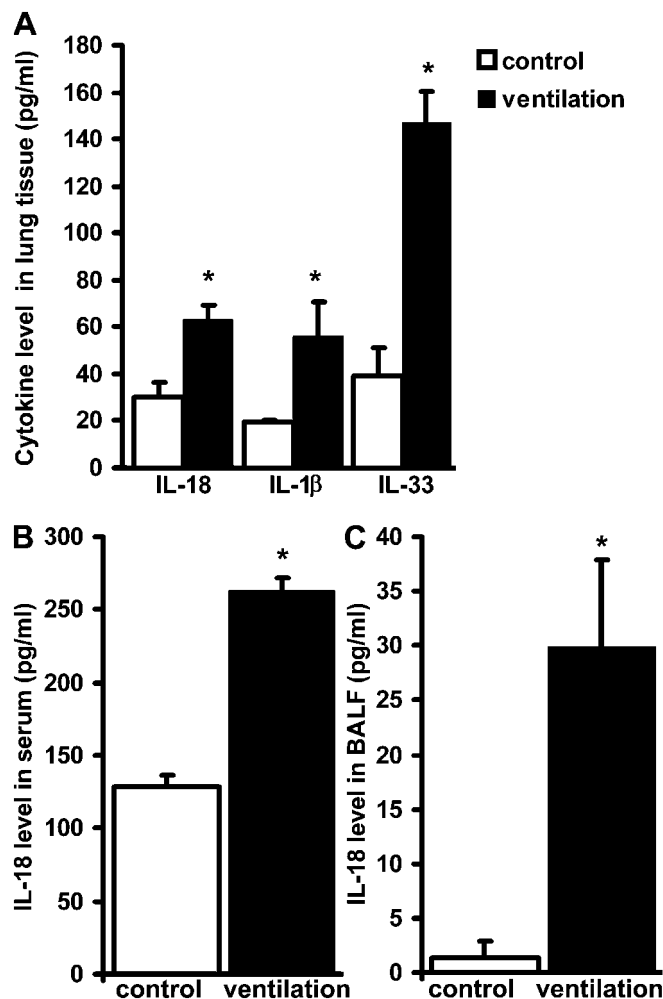 A
Cytokine level in lung tissue (pg/ml)
180
160
140
120
100
80
60
40
20
0
*
*
*
control
ventilation
IL-18
IL-1β
IL-33
B
IL-18 level in serum (pg/ml)
300
250
200
150
100
50
0
*
control
ventilation
C
IL-18 level in BALF (pg/ml)
40
35
30
25
20
15
10
5
0
*
control
ventilation